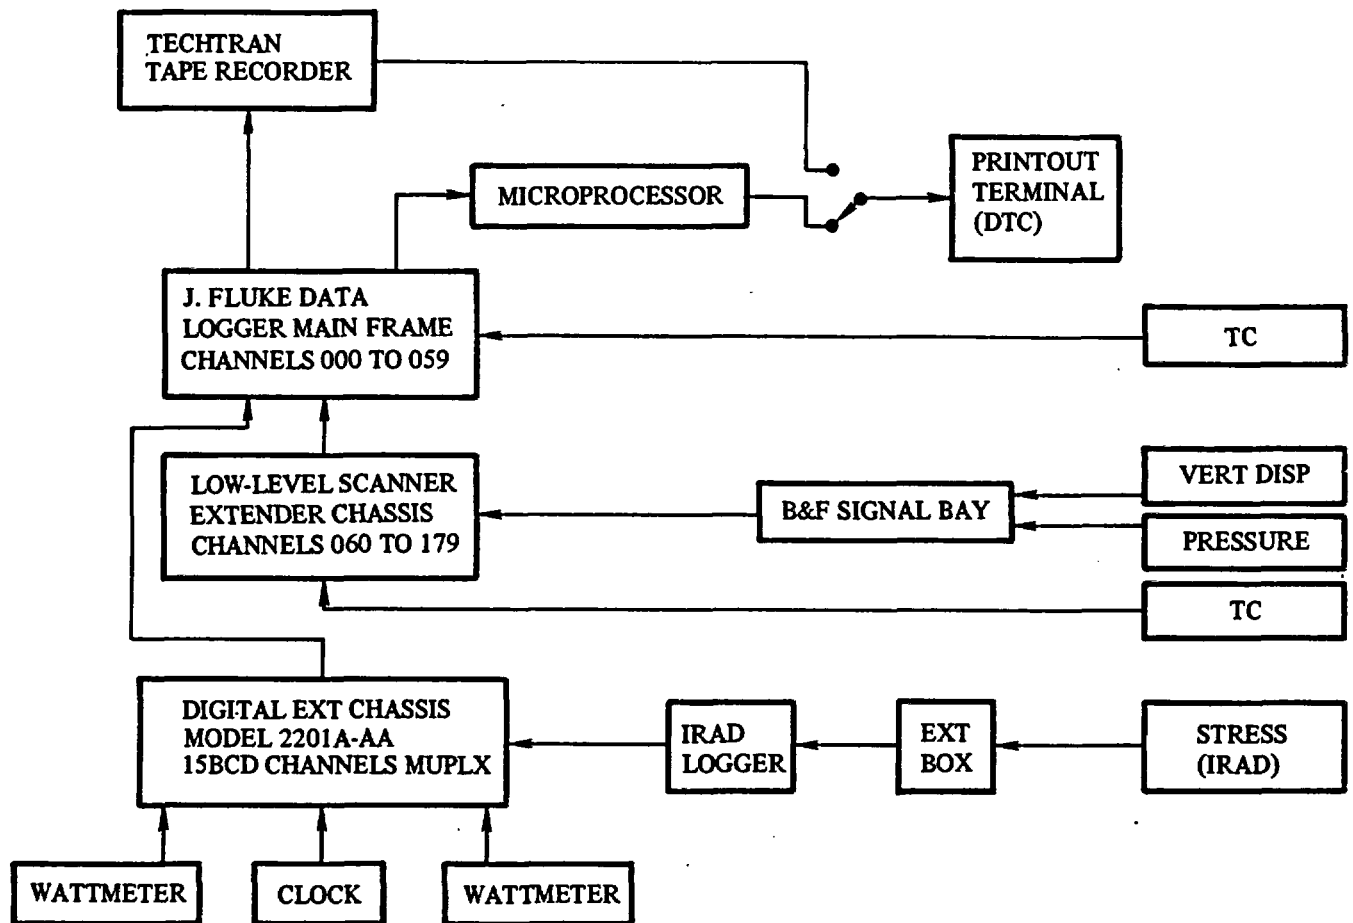 TECHTRAN
TAPE RECORDER
MICROPROCESSOR
PRINTOUT
TERMINAL
(DTC)
J. FLUKE DATA
LOGGER MAIN FRAME
CHANNELS 000 TO 059
TC
LOW-LEVEL SCANNER
EXTENDER CHASSIS
CHANNELS 060 TO 179
B&F SIGNAL BAY
VERT DISP
PRESSURE
TC
DIGITAL EXT CHASSIS
MODEL 2201A-AA
15BCD CHANNELS MUPLX
IRAD
LOGGER
EXT
BOX
STRESS
(IRAD)
WATTMETER
CLOCK
WATTMETER